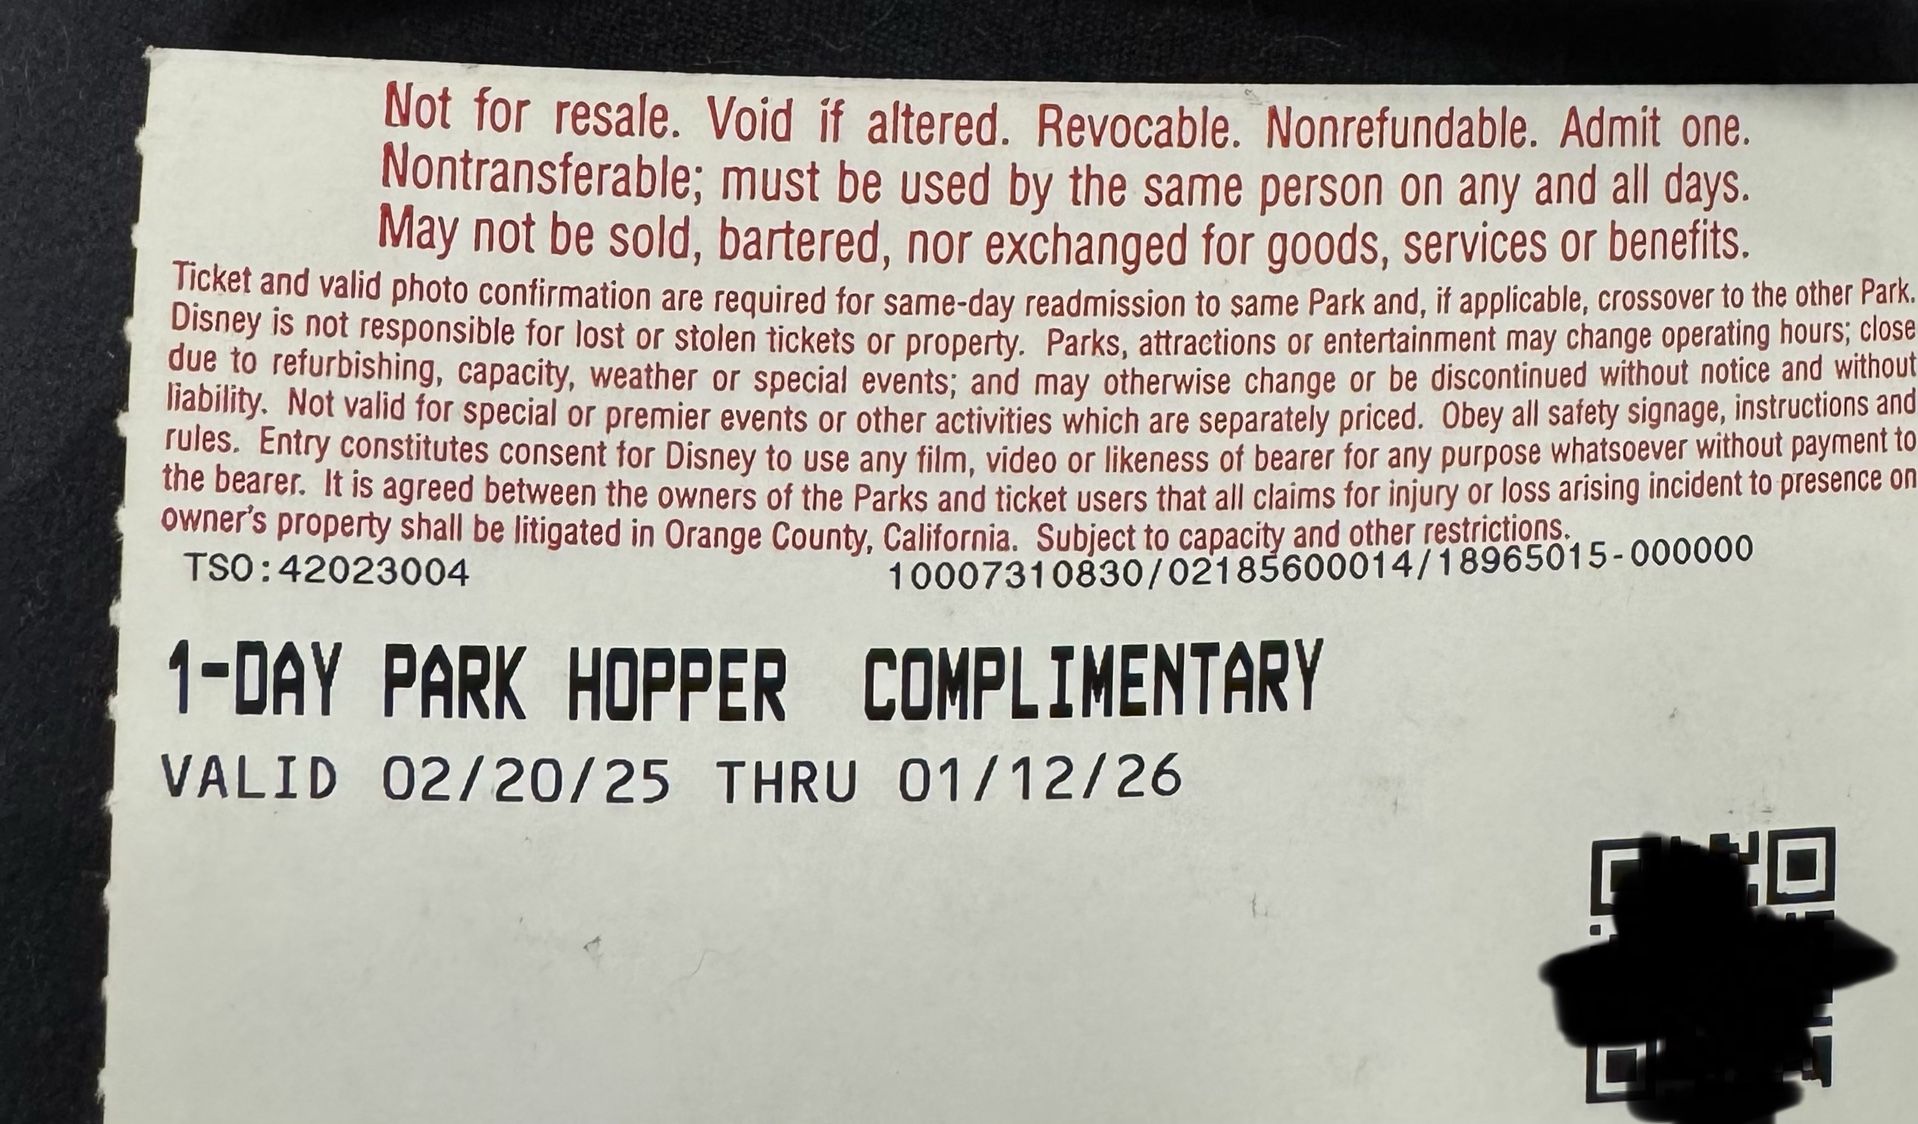 Not for resale. Void if altered. Revocable. Nonrefundable. Admit one.
Nontransferable; must be used by the same person on any and all days.
May not be sold, bartered, nor exchanged for goods, services or benefits.
Ticket and valid photo confirmation are required for same-day readmission to same Park and, if applicable, crossover to the other Park.
Disney is not responsible for lost or stolen tickets or property. Parks, attractions or entertainment may change operating hours; close
due to refurbishing, capacity, weather or special events; and may otherwise change or be discontinued without notice and without
liability. Not valid for special or premier events or other activities which are separately priced. Obey all safety signage, instructions and
rules. Entry constitutes consent for Disney to use any film, video or likeness of bearer for any purpose whatsoever without payment to
the bearer. It is agreed between the owners of the Parks and ticket users that all claims for injury or loss arising incident to presence on
owner's property shall be litigated in Orange County, California. Subject to capacity and other restrictions.
TSO:42023004 10007310830/02185600014/18965015-000000
1-DAY PARK HOPPER COMPLIMENTARY
VALID 02/20/25 THRU 01/12/26